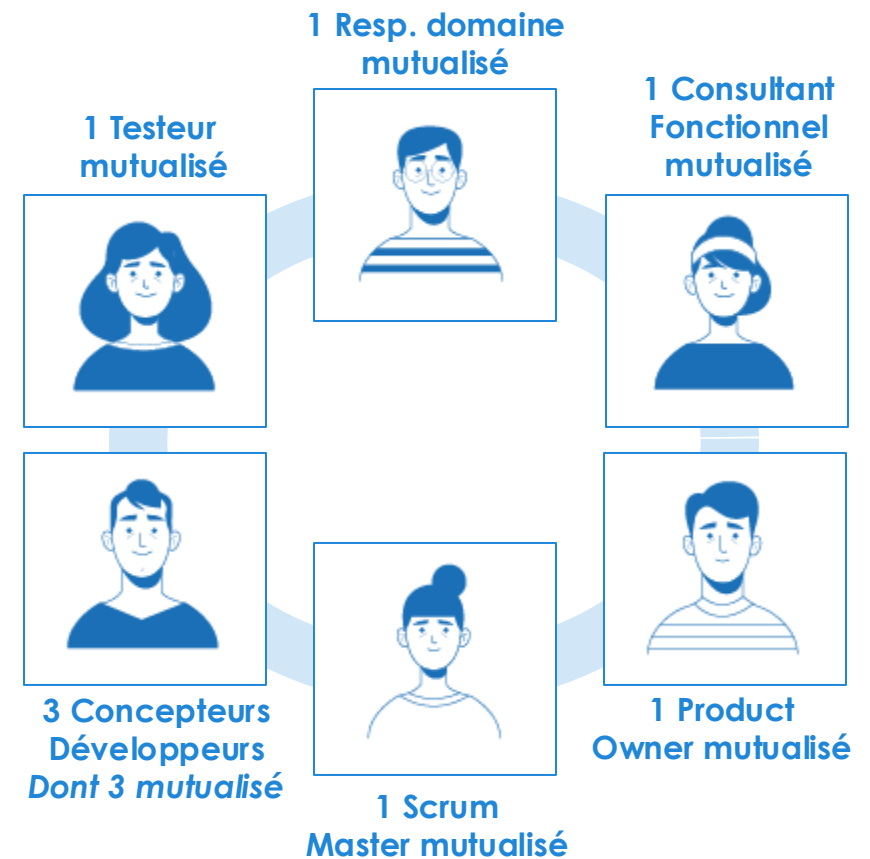 1 Resp. domaine
mutualisé
1 Consultant
Fonctionnel
mutualisé
1 Testeur
mutualisé
3 Concepteurs
Développeurs
Dont 3 mutualisé
1 Product
Owner mutualisé
1 Scrum
Master mutualisé